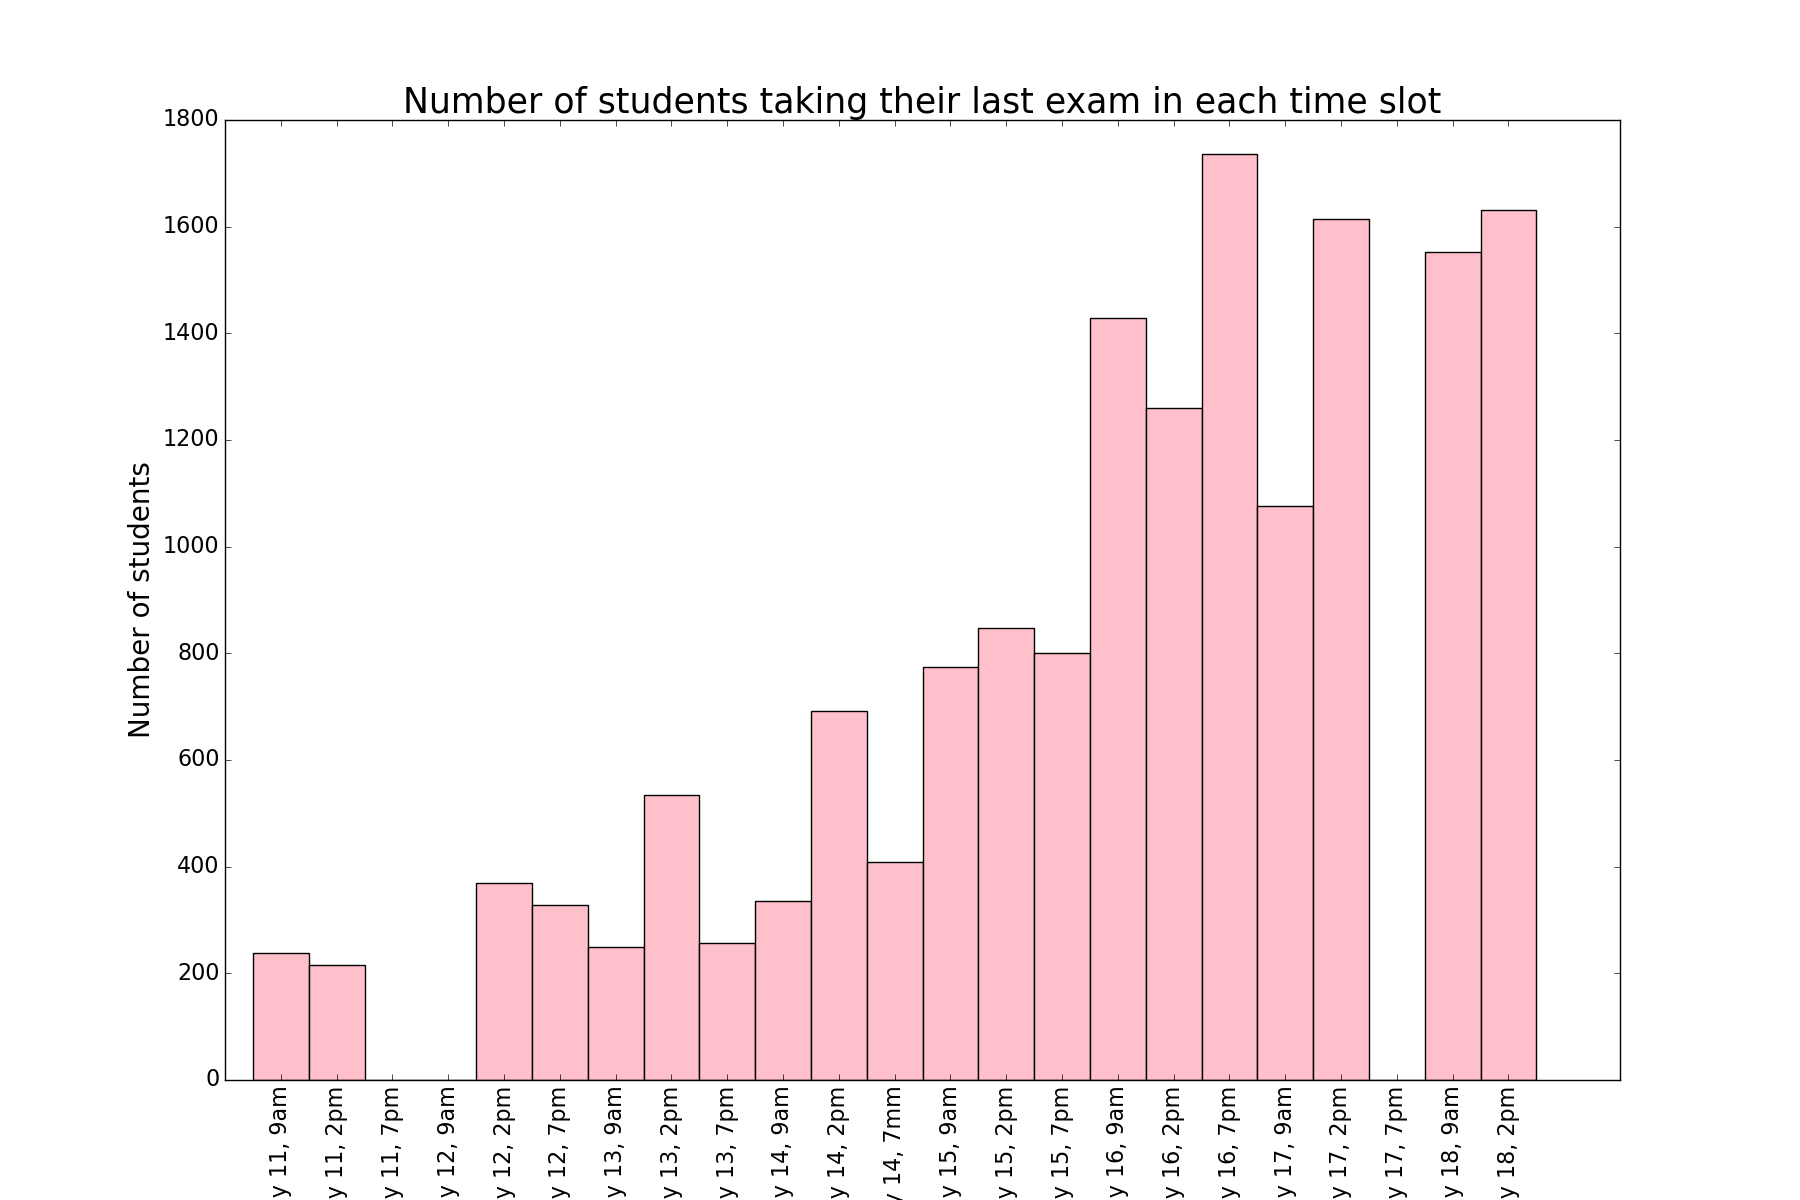 Number of students taking their last exam in each time slot
Number of students
1800
1600
1400
1200
1000
800
600
400
200
0
y 11, 9am
y 11, 2pm
y 11, 7pm
y 12, 9am
y 12, 2pm
y 12, 7pm
y 13, 9am
y 13, 2pm
y 13, 7pm
y 14, 9am
y 14, 2pm
y 14, 7mm
y 15, 9am
y 15, 2pm
y 15, 7pm
y 16, 9am
y 16, 2pm
y 16, 7pm
y 17, 9am
y 17, 2pm
y 17, 7pm
y 18, 9am
y 18, 2pm